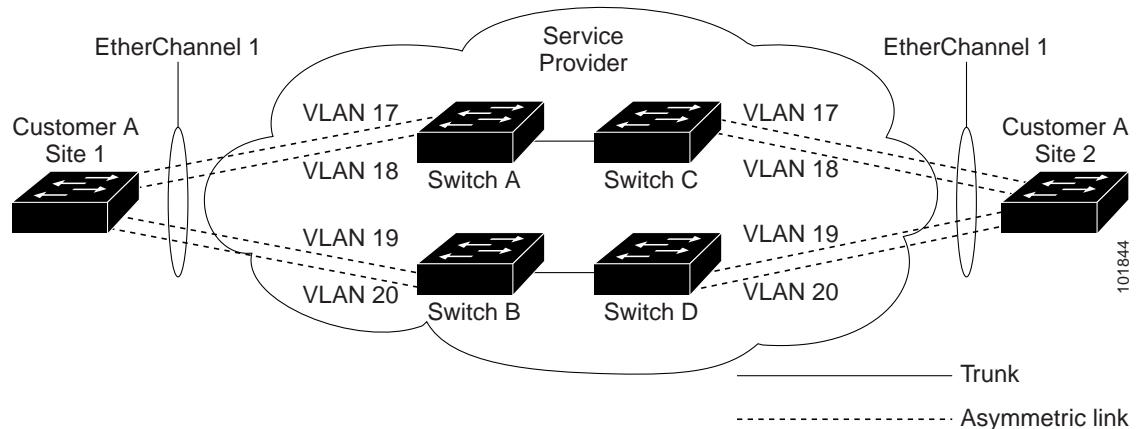 EtherChannel 1
Service
Provider
EtherChannel 1
Customer A
Site 1
VLAN 17
VLAN 18
Switch A
Switch C
VLAN 17
VLAN 18
Customer A
Site 2
VLAN 19
VLAN 20
Switch B
Switch D
VLAN 19
VLAN 20
101844
Trunk
Asymmetric link